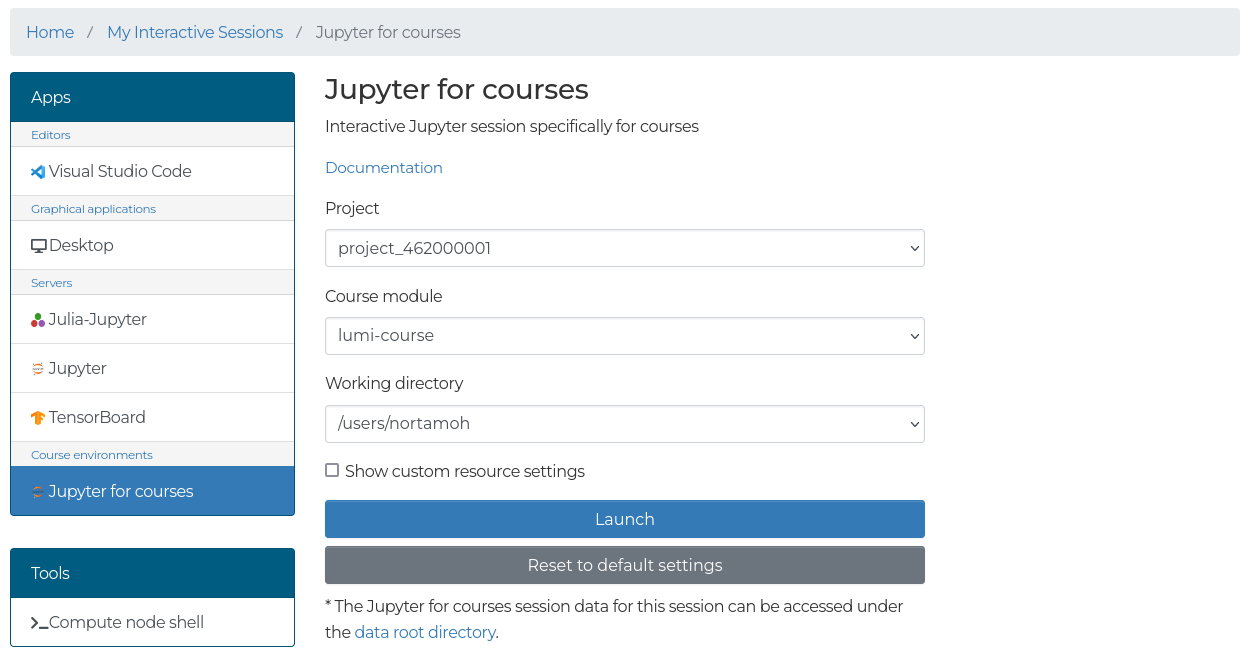 Home / My Interactive Sessions / Jupyter for courses
Apps
Editors
Visual Studio Code
Graphical applications
Desktop
Servers
Julia-Jupyter
Jupyter
TensorBoard
Course environments
Jupyter for courses
Tools
Compute node shell
Jupyter for courses
Interactive Jupyter session specifically for courses
Documentation
Project
project_462000001
Course module
lumi-course
Working directory
/users/nortamoh
Show custom resource settings
Launch
Reset to default settings
* The Jupyter for courses session data for this session can be accessed under
the data root directory.